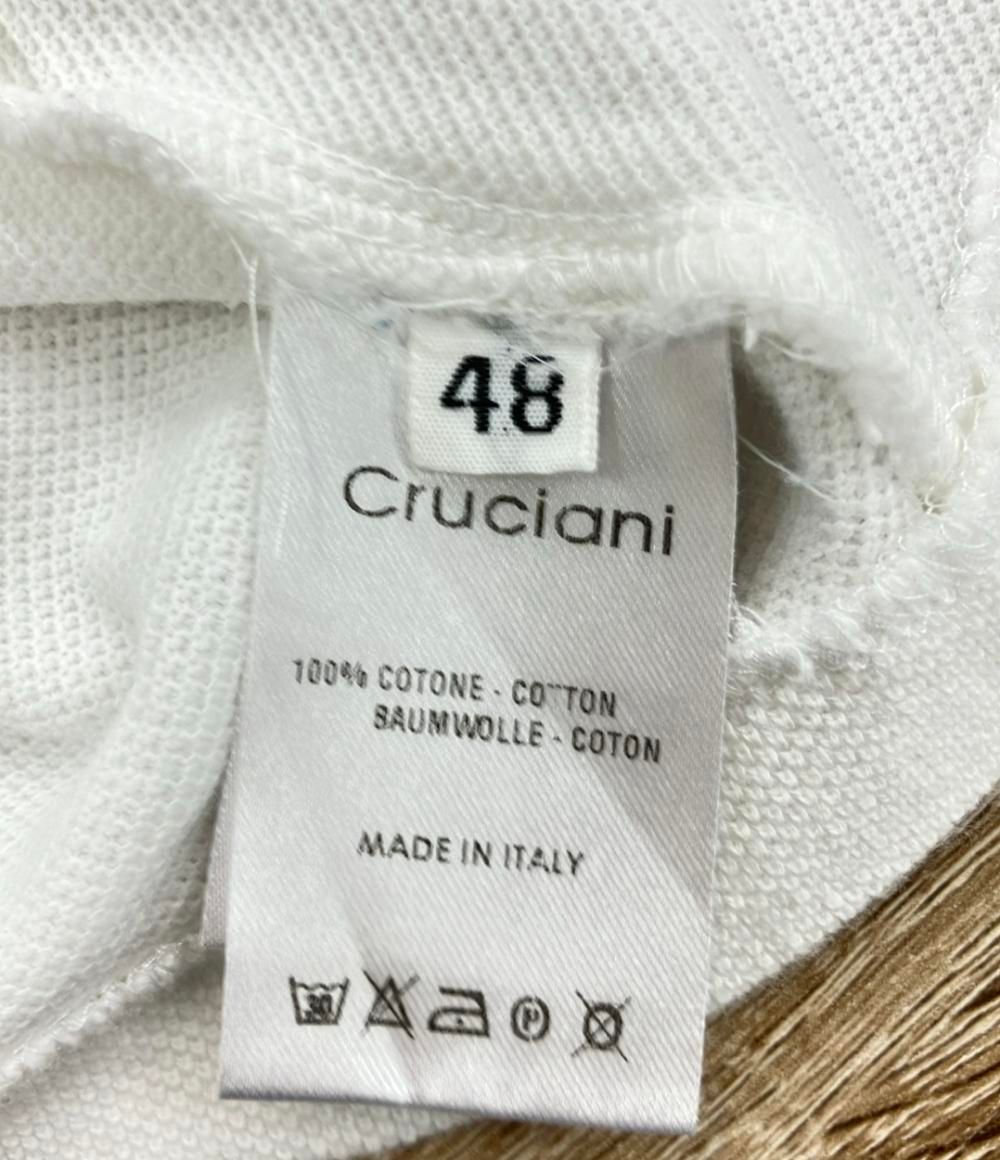 48
Cruciani
100% COTONE - COTTON
BAUMWOLLE - COTON
MADE IN ITALY
30
P